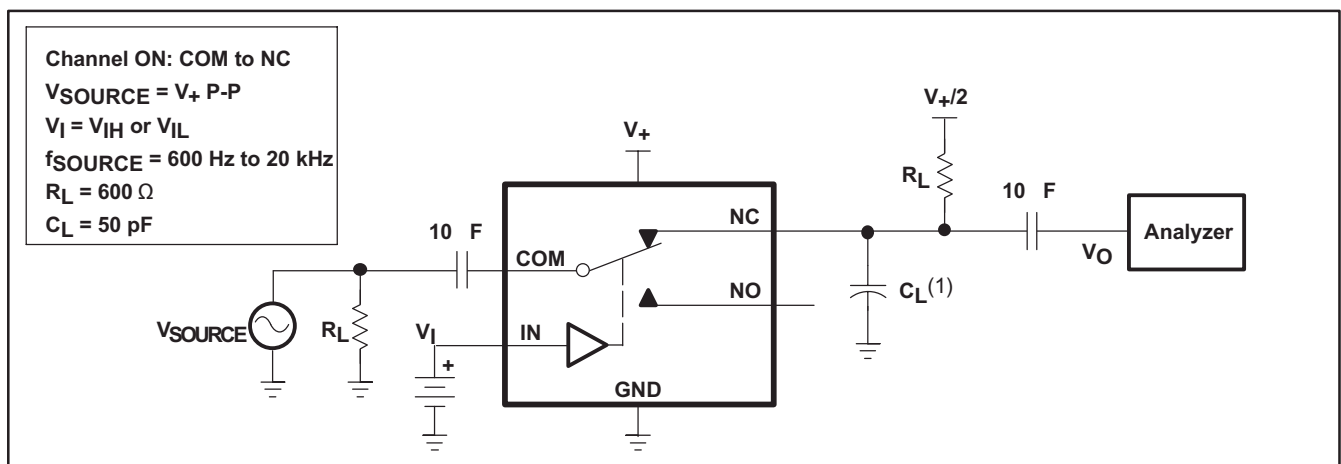 Channel ON: COM to NC
VSOURCE = V+ P-P
VI = VIH or VIL
fSOURCE = 600 Hz to 20 kHz
RL = 600 Ω
CL = 50 pF
V+/2
V+
RL
10 F
NC
10 F
COM
Analyzer
VO
NO
CL(1)
VSOURCE
RL
VI
IN
+
GND